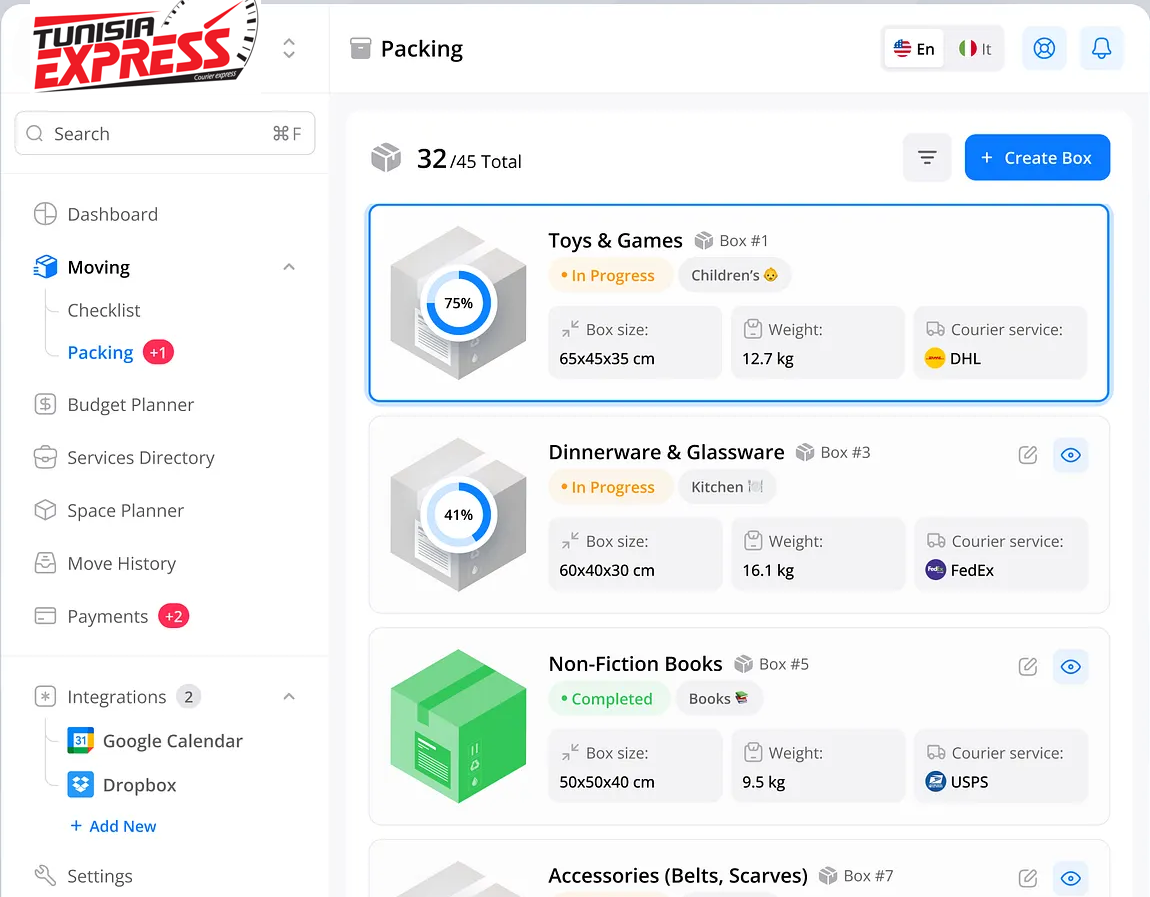 TUNISIA
EXPRESS
Courier express
Search ⌘ F
Dashboard
Moving
Checklist
Packing +1
Budget Planner
Services Directory
Space Planner
Move History
Payments +2
Integrations 2
31 Google Calendar
Dropbox
+ Add New
Settings
Packing
En It
32/45 Total
+ Create Box
75%
Toys & Games Box #1
• In Progress Children’s 👶
Box size: Weight: Courier service:
65x45x35 cm 12.7 kg DHL
41%
Dinnerware & Glassware Box #3
• In Progress Kitchen 🍽️
Box size: Weight: Courier service:
60x40x30 cm 16.1 kg FedEx FedEx
Non-Fiction Books Box #5
• Completed Books 📚
Box size: Weight: Courier service:
50x50x40 cm 9.5 kg USPS
Accessories (Belts, Scarves) Box #7